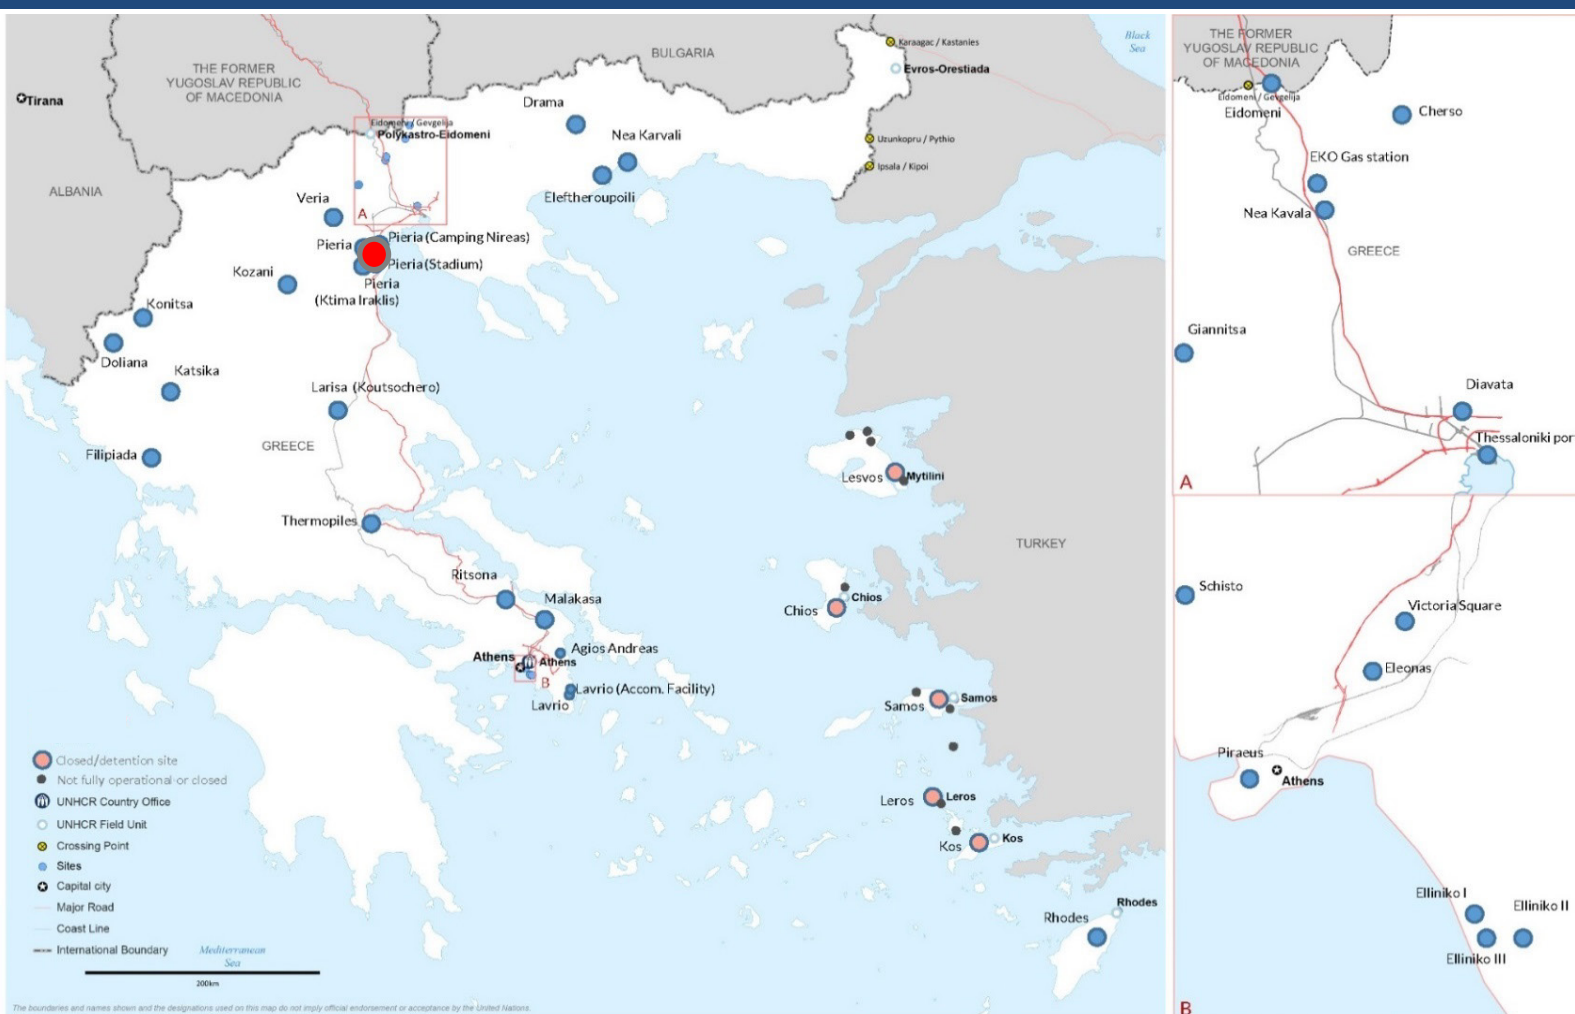 Black
Sea
BULGARIA
THE FORMER
YUGOSLAV REPUBLIC
OF MACEDONIA
Tirana
ALBANIA
TURKEY
GREECE
Karaagac / Kastanies
Evros-Orestiada
Uzunkopru / Pythio
Ipsala / Kipoi
Drama
Nea Karvali
Eleftheroupoili
Eidomeni / Gevgelija
Polykastro-Eidomeni
A
Veria
Pieria
Pieria (Camping Nireas)
Pieria (Stadium)
Pieria
(Ktima Iraklis)
Kozani
Konitsa
Doliana
Katsika
Larisa (Koutsochero)
Filipiada
Thermopiles
Ritsona
Malakasa
Agios Andreas
Athens
Athens
B
Lavrio (Accom. Facility)
Lavrio
Lesvos
Mytilini
Chios
Chios
Samos
Samos
Leros
Leros
Kos
Kos
Rhodes
Rhodes
Closed/detention site
Not fully operational or closed
UNHCR Country Office
UNHCR Field Unit
Crossing Point
Sites
Capital city
Major Road
Coast Line
International Boundary
Mediterranean
Sea
200km
The boundaries and names shown and the designations used on this map do not imply official endorsement or acceptance by the United Nations.
THE FORMER
YUGOSLAV REPUBLIC
OF MACEDONIA
Eidomeni / Gevgelija
Eidomeni
Cherso
EKO Gas station
Nea Kavala
GREECE
Giannitsa
Diavata
Thessaloniki por
A
Schisto
Victoria Square
Eleonas
Piraeus
Athens
Elliniko I
Elliniko II
Elliniko III
B